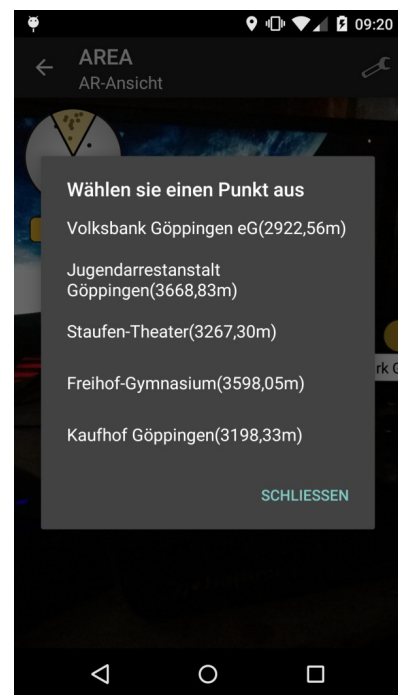 09:20
AREA
AR-Ansicht
Wählen sie einen Punkt aus
Volksbank Göppingen eG(2922,56m)
Jugendarrestanstalt
Göppingen(3668,83m)
Staufen-Theater(3267,30m)
rk G
Freihof-Gymnasium(3598,05m)
Kaufhof Göppingen(3198,33m)
SCHLIESSEN